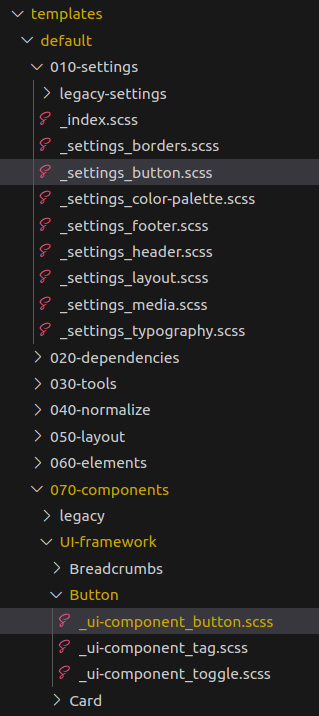 templates
default
010-settings
legacy-settings
_index.scss
_settings_borders.scss
_settings_button.scss
_settings_color-palette.scss
_settings_footer.scss
_settings_header.scss
_settings_layout.scss
_settings_media.scss
_settings_typography.scss
020-dependencies
030-tools
040-normalize
050-layout
060-elements
070-components
legacy
UI-framework
Breadcrumbs
Button
_ui-component_button.scss
_ui-component_tag.scss
_ui-component_toggle.scss
Card